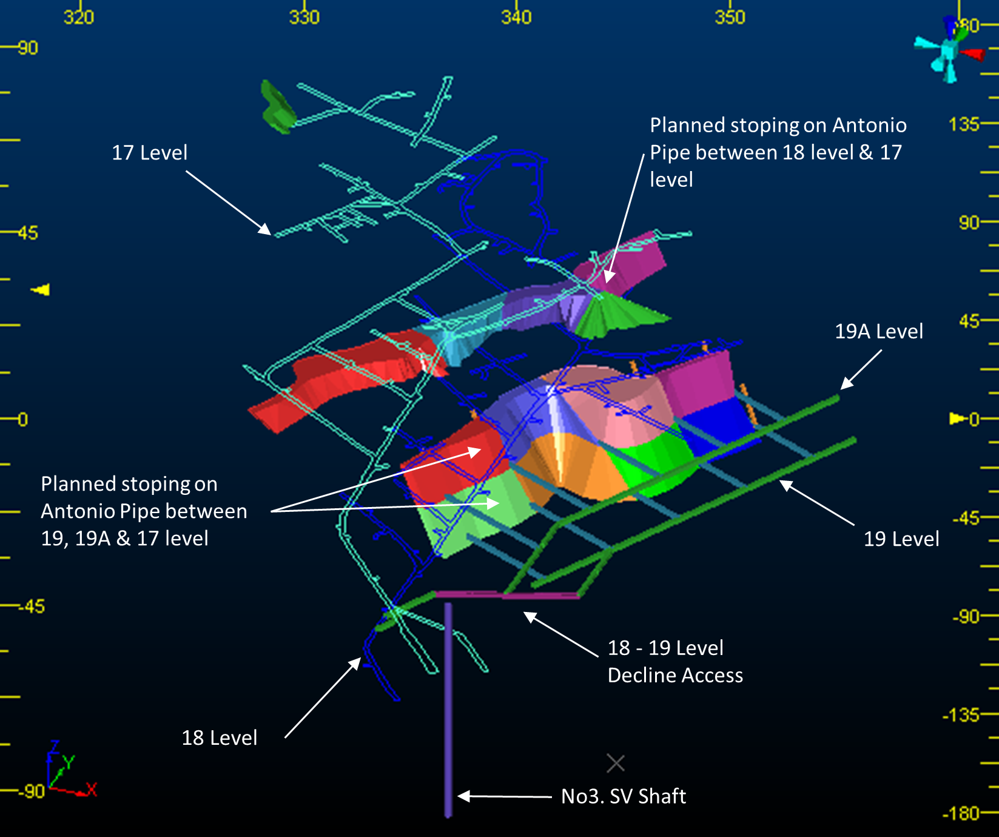 320
330
340
350
90
180
135
17 Level
Planned stoping on Antonio
Pipe between 18 level & 17
level
45
90
45
19A Level
0
0
Planned stoping on
Antonio Pipe between
19, 19A & 17 level
-45
19 Level
-45
-90
18 - 19 Level
Decline Access
-135
18 Level
Z
Y
X
-90
No3. SV Shaft
-180